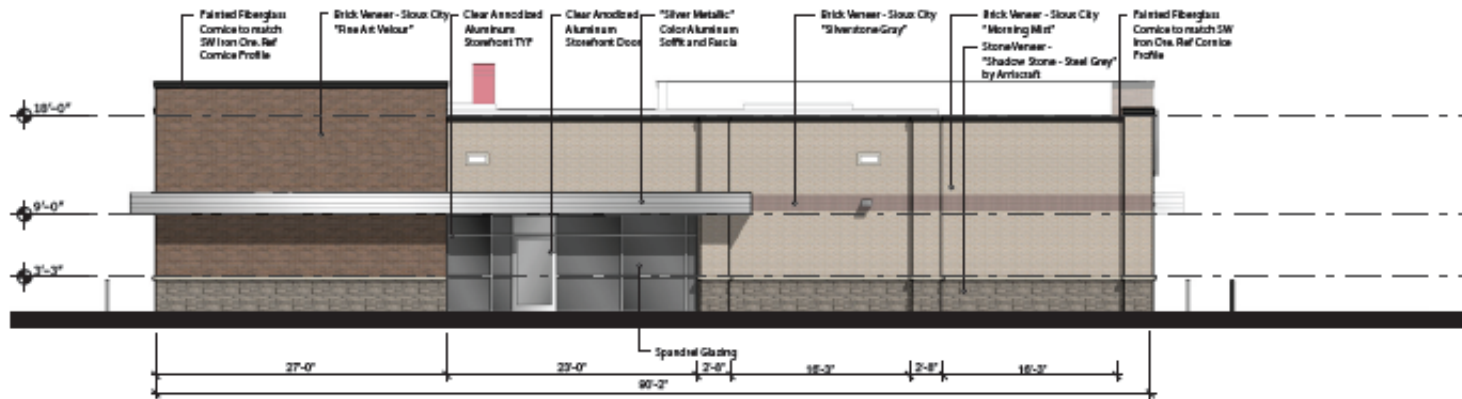 Painted Fiberglass
Cornice to match
SW Iron Ore. Ref
Cornice Profile
Brick Veneer - Sioux City
"Fine Art Velour"
Clear Annodized
Aluminum
Storefront TYP
Clear Anodized
Aluminum
Storefront Door
"Silver Metallic"
Color Aluminum
Soffit and Fascia
Brick Veneer - Sioux City
"Silverstone Gray"
Brick Veneer - Sioux City
"Morning Mist"
Stone Veneer -
"Shadow Stone - Steel Grey"
by Arriscraft
Painted Fiberglass
Cornice to match SW
Iron Ore. Ref Cornice
Profile
18'-0"
9'-0"
3'-3"
Spandrel Glazing
27'-0"
23'-0"
2'-8"
16'-3"
2'-8"
16'-3"
90'-2"